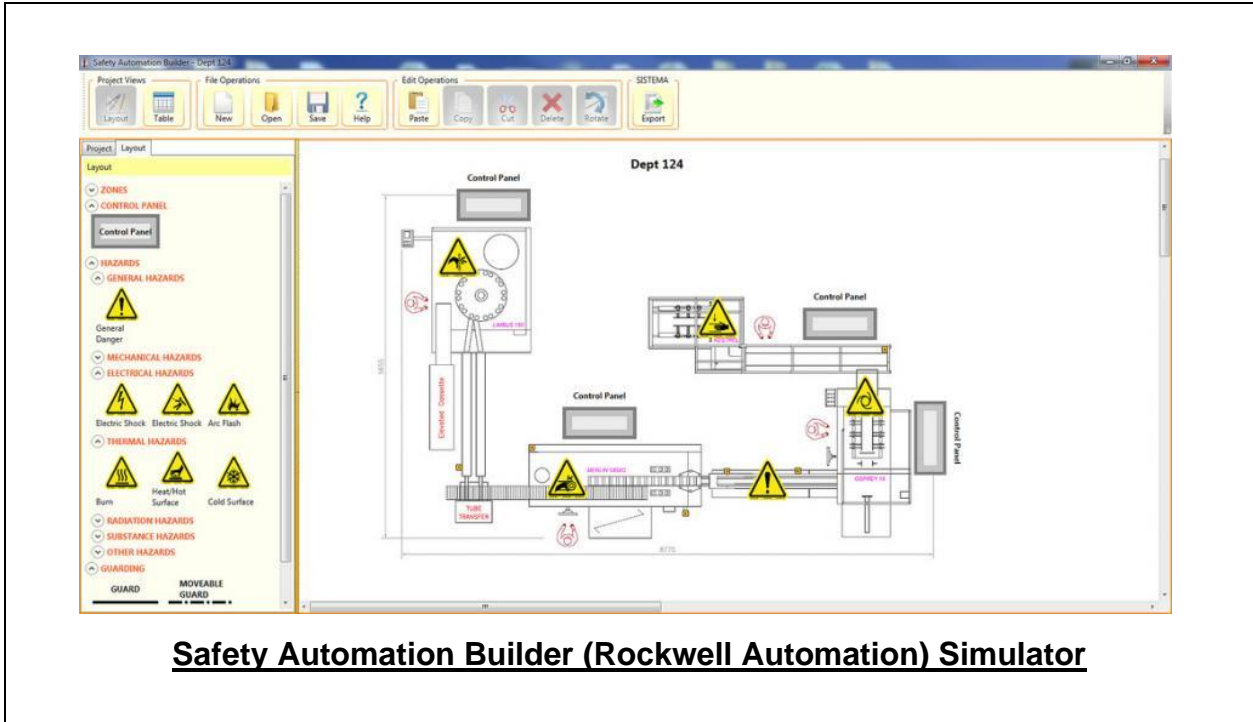 Safety Automation Builder - Dept 124
Project Views
File Operations
Edit Operations
SISTEMA
Layout
Table
New
Open
Save
Help
Paste
Copy
Cut
Delete
Rotate
Export
Project
Layout
Layout
ZONES
CONTROL PANEL
Control Panel
HAZARDS
GENERAL HAZARDS
General
Danger
MECHANICAL HAZARDS
ELECTRICAL HAZARDS
Electric Shock
Electric Shock
Arc Flash
THERMAL HAZARDS
Burn
Heat/Hot
Surface
Cold Surface
RADIATION HAZARDS
SUBSTANCE HAZARDS
OTHER HAZARDS
GUARDING
GUARD
MOVEABLE
GUARD
Dept 124
Control Panel
Control Panel
Control Panel
Control Panel
Elevated Cassette
TUBE
TRANSFER
8770
Safety Automation Builder (Rockwell Automation) Simulator